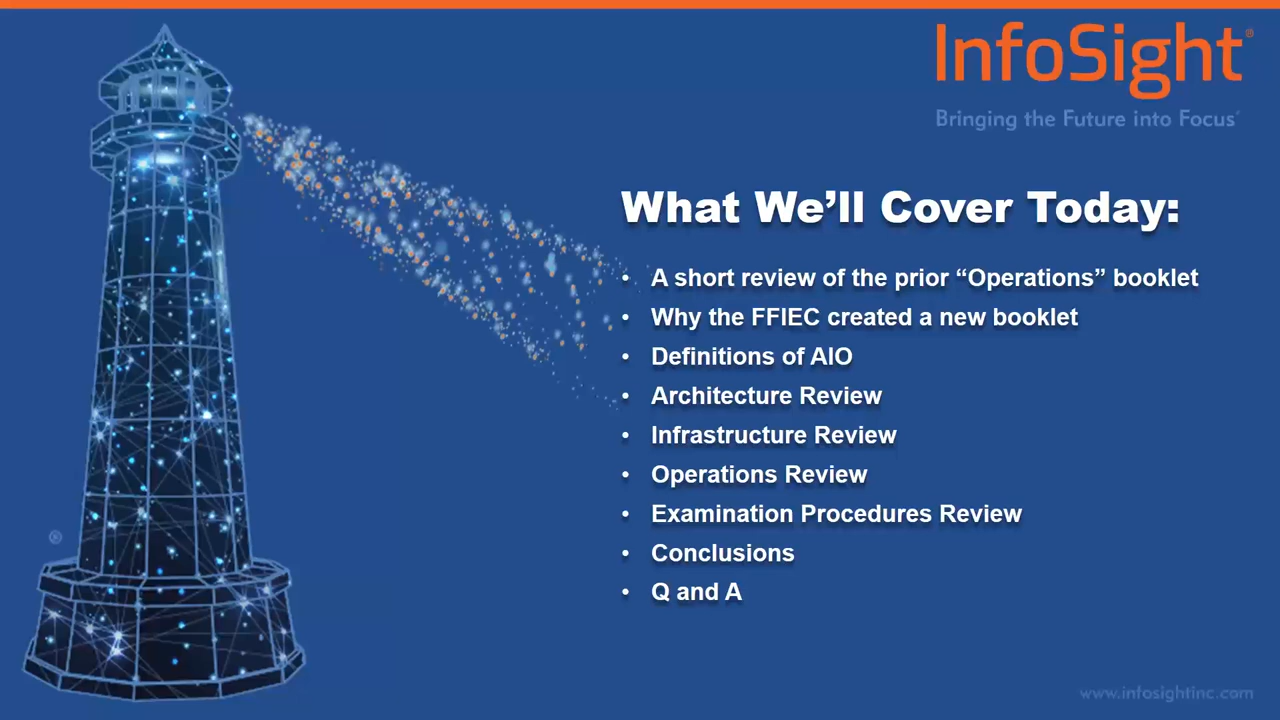 InfoSight®
Bringing the Future into Focus
What We’ll Cover Today:
• A short review of the prior “Operations” booklet
• Why the FFIEC created a new booklet
• Definitions of AIO
• Architecture Review
• Infrastructure Review
• Operations Review
• Examination Procedures Review
• Conclusions
• Q and A
®
www.infosightinc.com